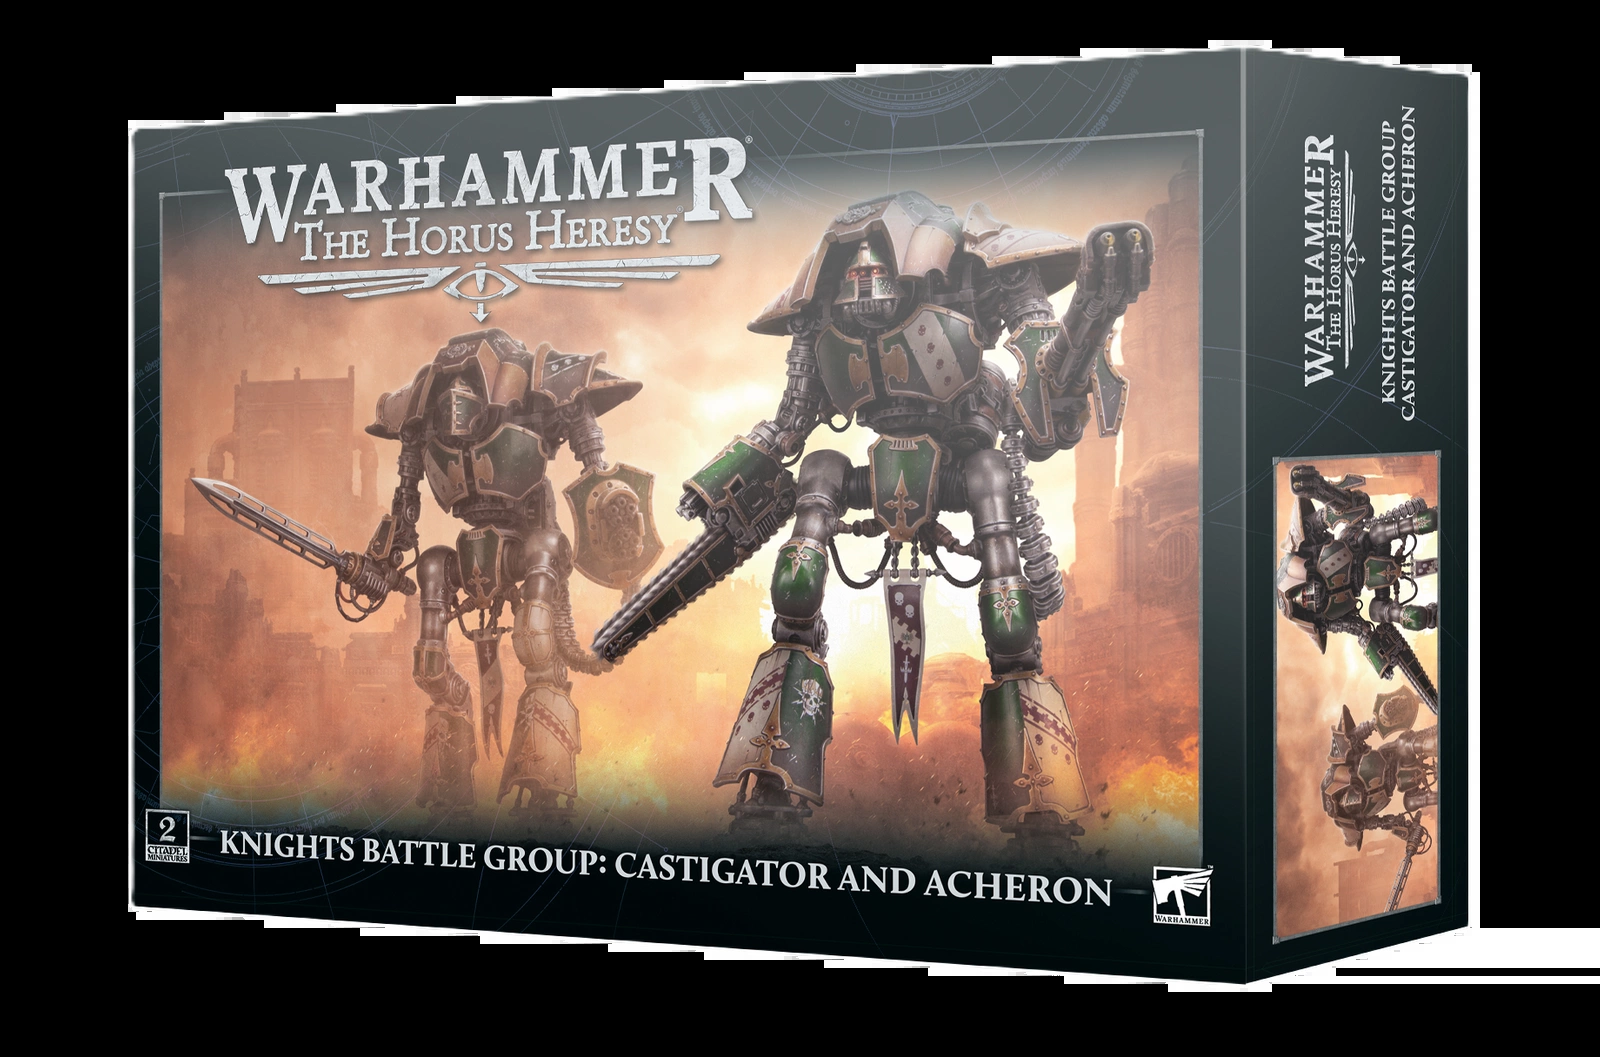 WARHAMMER®
THE HORUS HERESY
2
CITADEL
MINIATURES
KNIGHTS BATTLE GROUP: CASTIGATOR AND ACHERON
WARHAMMER
™
WARHAMMER
THE HORUS HERESY
KNIGHTS BATTLE GROUP
CASTIGATOR AND ACHERON